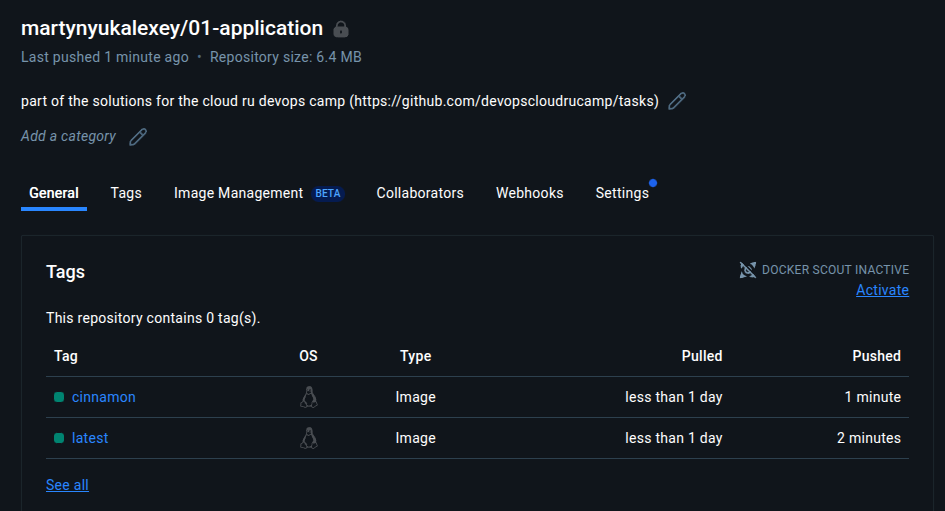 martynyukalexey/01-application
Last pushed 1 minute ago • Repository size: 6.4 MB
part of the solutions for the cloud ru devops camp (https://github.com/devopscloudrucamp/tasks)
Add a category
General Tags Image Management BETA Collaborators Webhooks Settings
Tags DOCKER SCOUT INACTIVE
Activate
This repository contains 0 tag(s).
Tag OS Type Pulled Pushed
cinnamon Image less than 1 day 1 minute
latest Image less than 1 day 2 minutes
See all